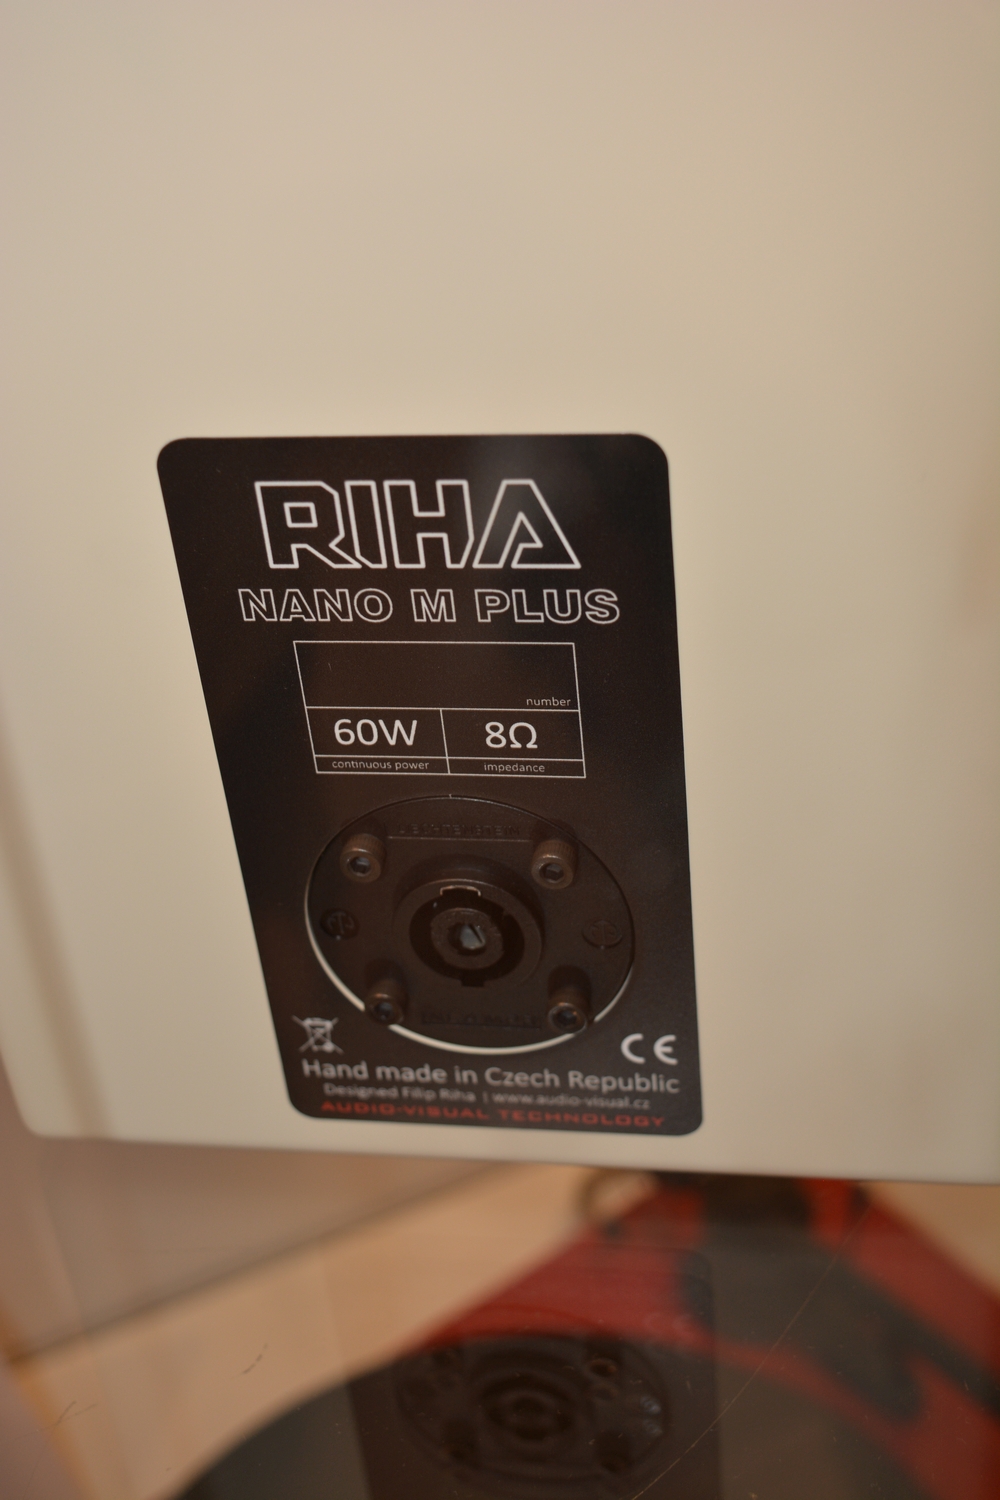 RIHA
NANO M PLUS
number
60W 8Ω
continuous power impedance
LIECHTENSTEIN
Hand made in Czech Republic
Designed Filip Riha | www.audio-visual.cz
AUDIO-VISUAL TECHNOLOGY